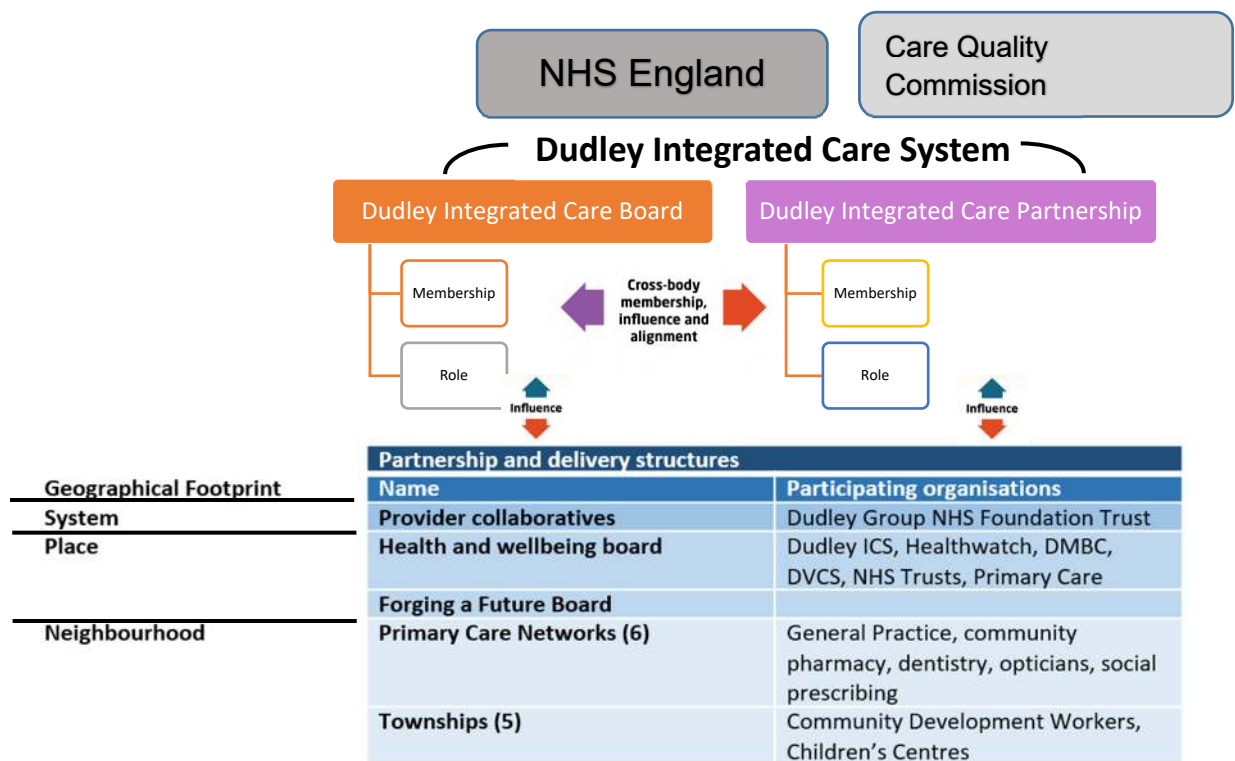 NHS England
Care Quality
Commission
Dudley Integrated Care System
Dudley Integrated Care Board
Dudley Integrated Care Partnership
Membership
Role
Cross-body
membership,
influence and
alignment
Membership
Role
Influence
Influence
Partnership and delivery structures
Geographical Footprint
Name
Participating organisations
System
Provider collaboratives
Dudley Group NHS Foundation Trust
Place
Health and wellbeing board
Dudley ICS, Healthwatch, DMBC,
DVCS, NHS Trusts, Primary Care
Forging a Future Board
Neighbourhood
Primary Care Networks (6)
General Practice, community
pharmacy, dentistry, opticians, social
prescribing
Townships (5)
Community Development Workers,
Children’s Centres